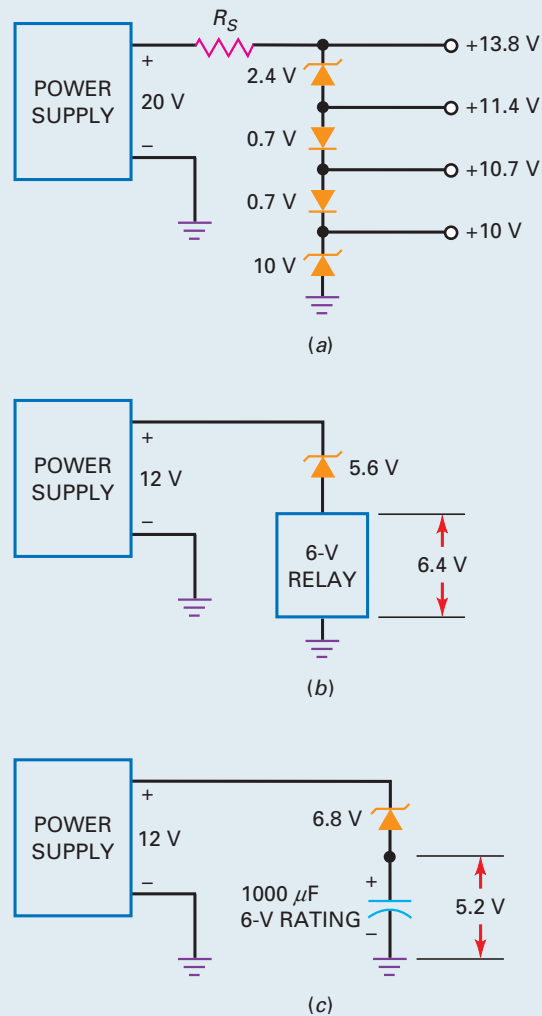 R_S
+13.8 V
+
2.4 V
POWER
SUPPLY
20 V
+11.4 V
0.7 V
–
+10.7 V
0.7 V
+10 V
10 V
(a)
+
POWER
SUPPLY
12 V
5.6 V
–
6-V
RELAY
6.4 V
(b)
+
POWER
SUPPLY
12 V
6.8 V
–
+
1000 μF
6-V RATING
–
5.2 V
(c)